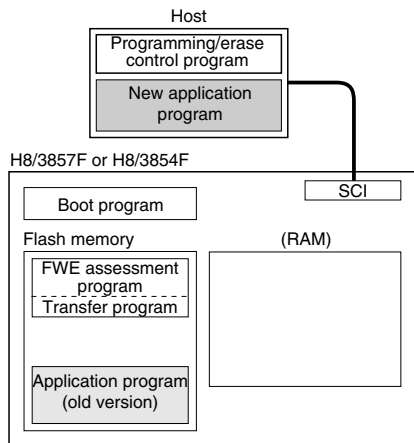 Host
Programming/erase
control program
New application
program
H8/3857F or H8/3854F
SCI
Boot program
Flash memory
(RAM)
FWE assessment
program
Transfer program
Application program
(old version)